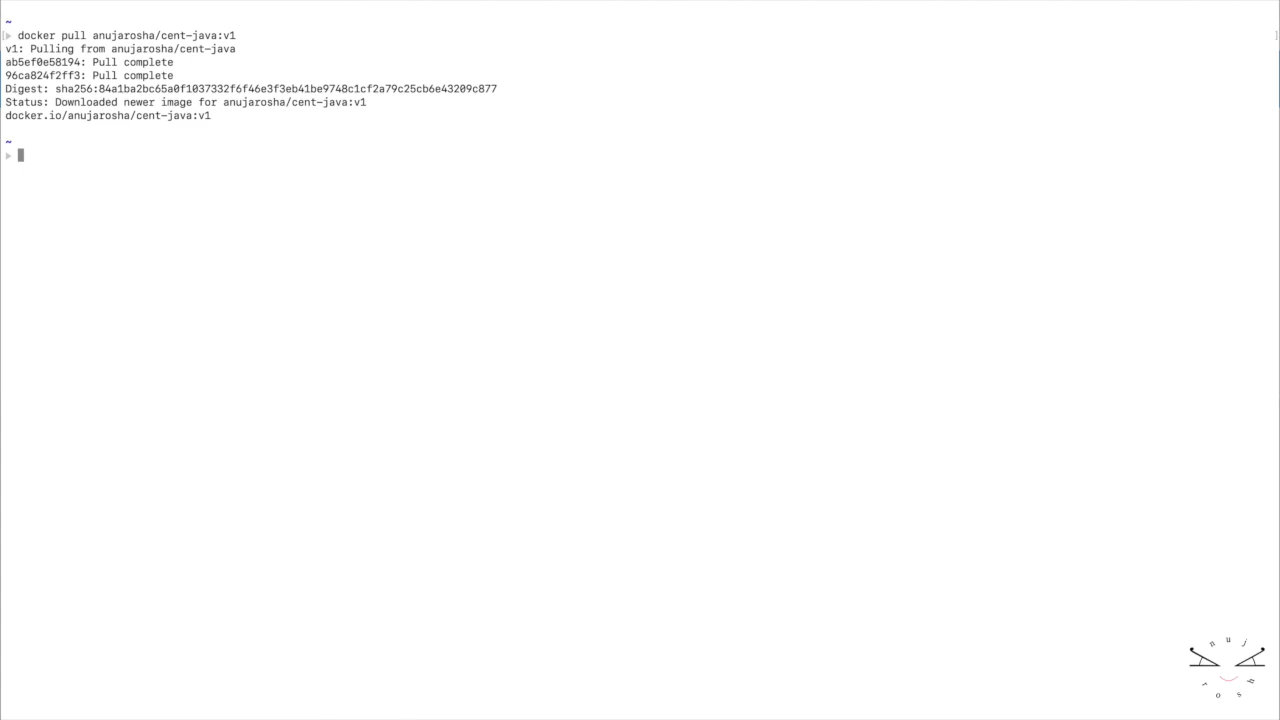 ~
▶ docker pull anujarosha/cent-java:v1
v1: Pulling from anujarosha/cent-java
ab5ef0e58194: Pull complete
96ca824f2ff3: Pull complete
Digest: sha256:84a1ba2bc65a0f1037332f6f46e3f3eb41be9748c1cf2a79c25cb6e43209c877
Status: Downloaded newer image for anujarosha/cent-java:v1
docker.io/anujarosha/cent-java:v1
~
▶
n u j
r o s h